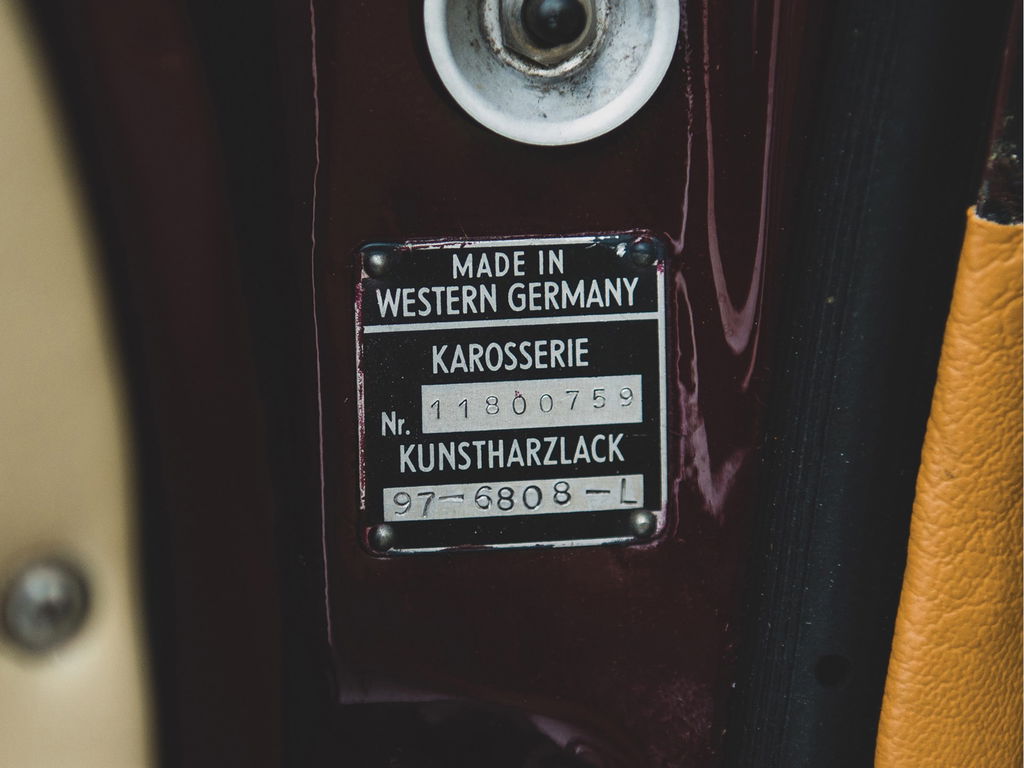 MADE IN
WESTERN GERMANY
KAROSSERIE
Nr. 11800759
KUNSTHARZLACK
97-6808-L